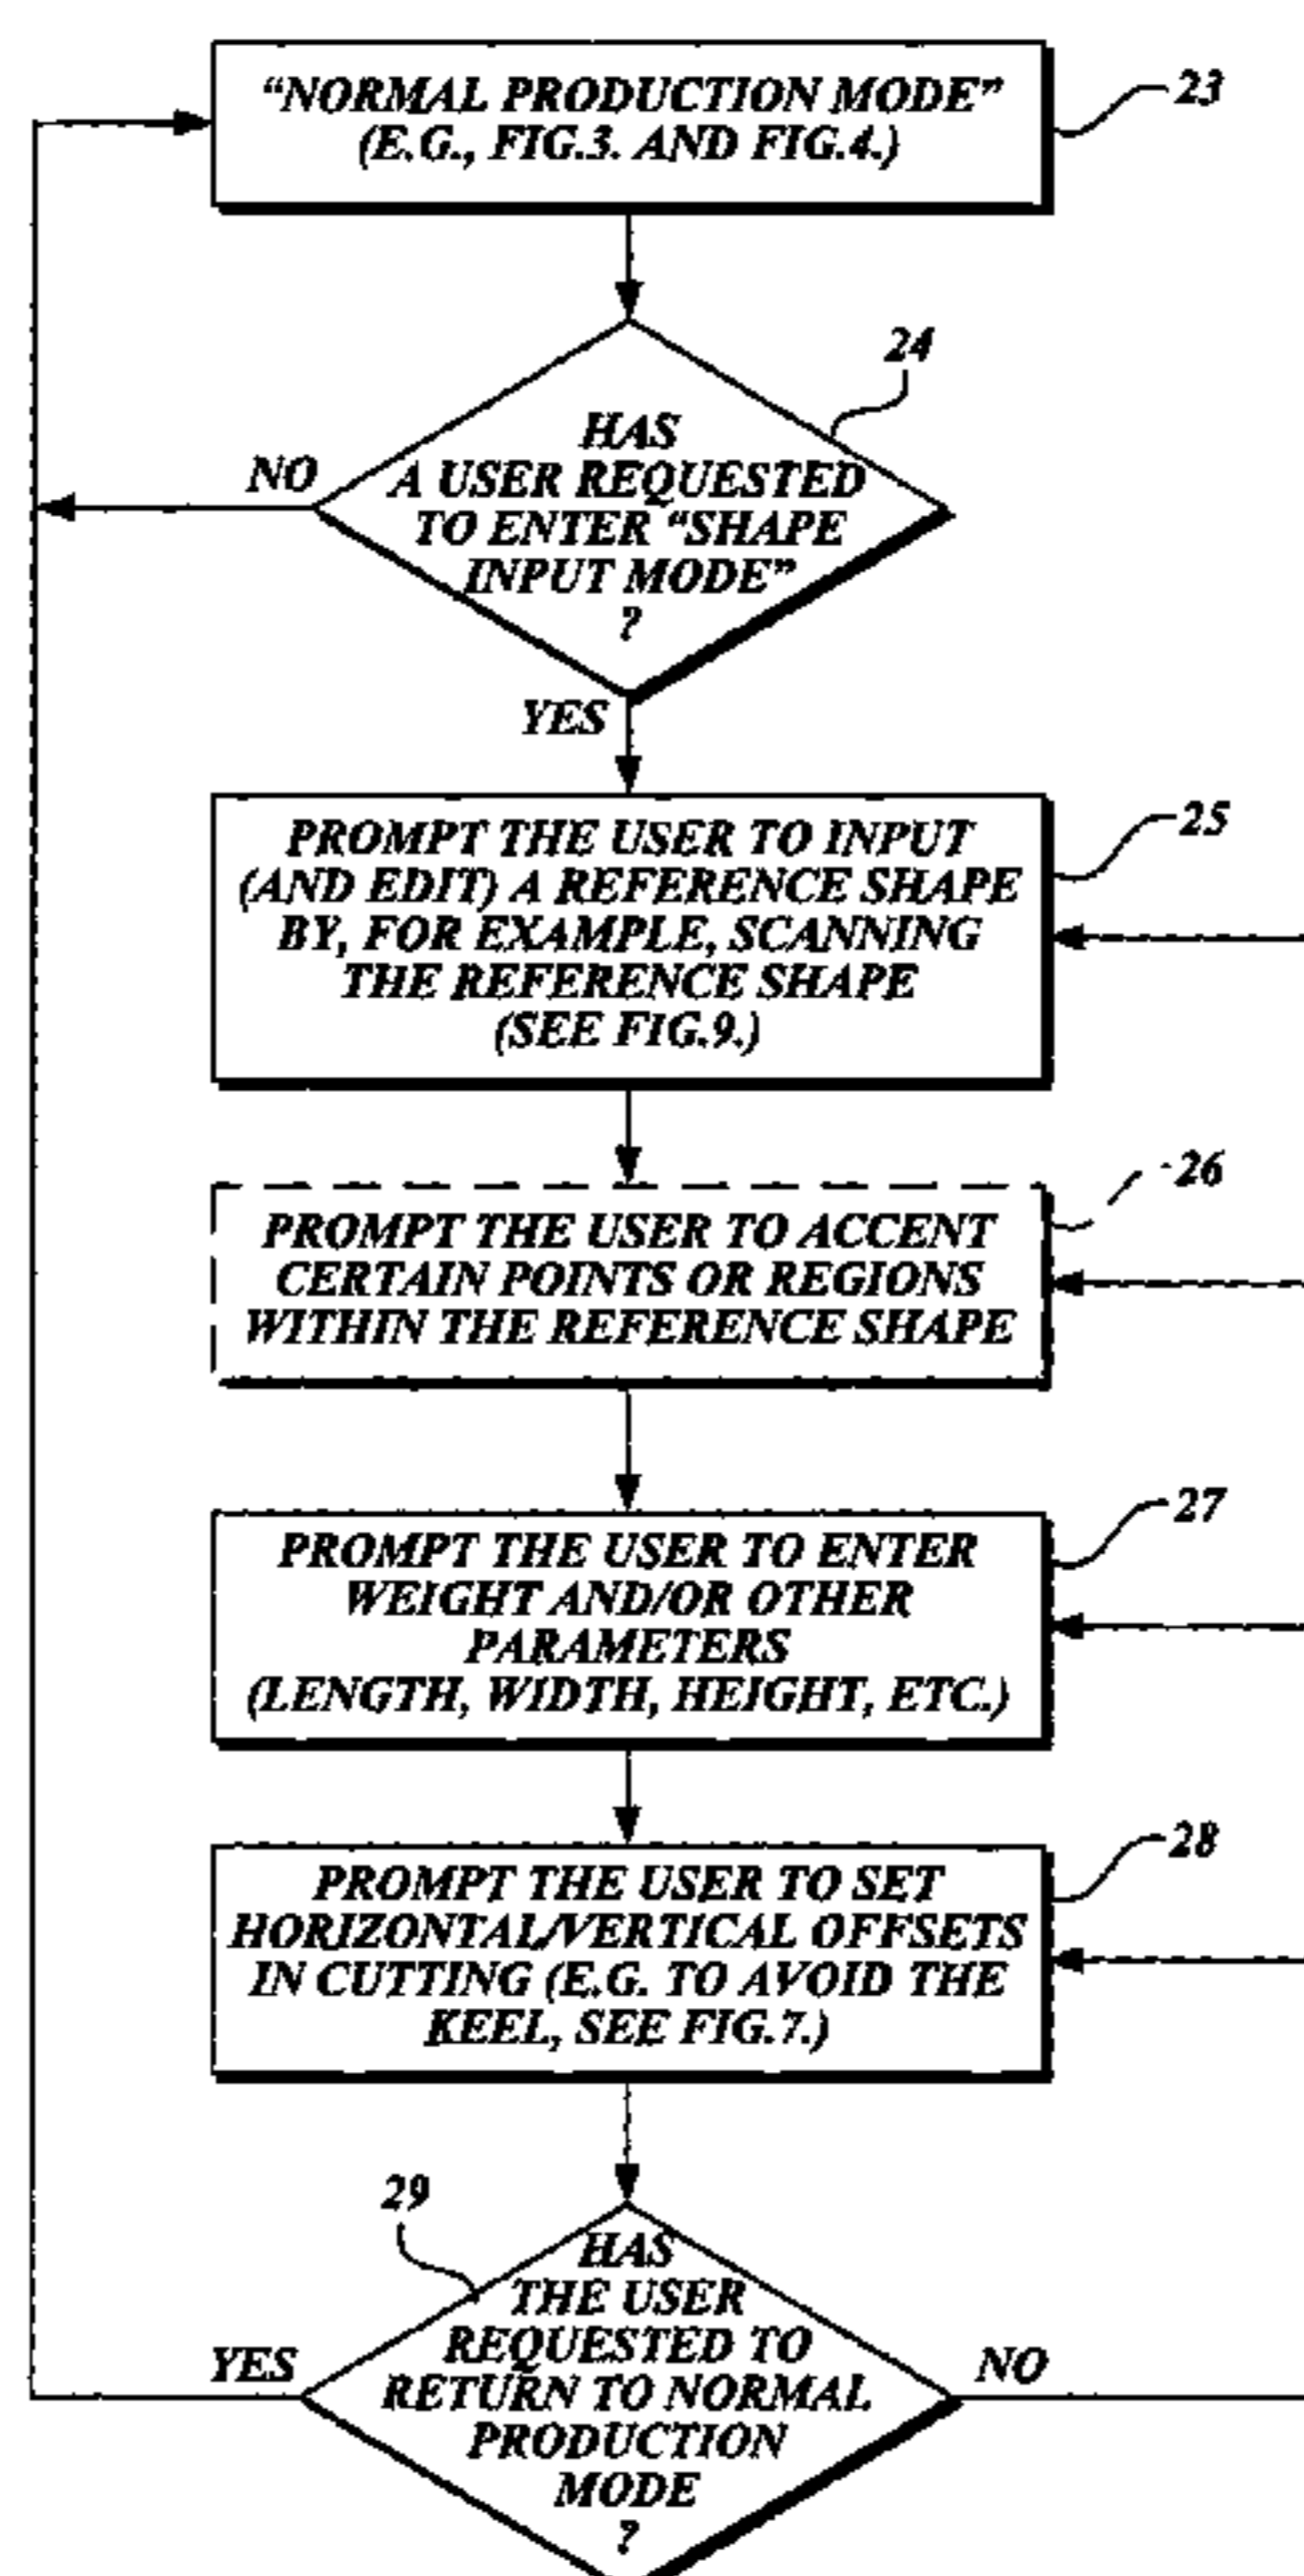 “NORMAL PRODUCTION MODE”
(E.G., FIG.3. AND FIG.4.)
23
24
HAS
A USER REQUESTED
TO ENTER “SHAPE
INPUT MODE”
?
NO
YES
25
PROMPT THE USER TO INPUT
(AND EDIT) A REFERENCE SHAPE
BY, FOR EXAMPLE, SCANNING
THE REFERENCE SHAPE
(SEE FIG.9.)
26
PROMPT THE USER TO ACCENT
CERTAIN POINTS OR REGIONS
WITHIN THE REFERENCE SHAPE
27
PROMPT THE USER TO ENTER
WEIGHT AND/OR OTHER
PARAMETERS
(LENGTH, WIDTH, HEIGHT, ETC.)
28
PROMPT THE USER TO SET
HORIZONTAL/VERTICAL OFFSETS
IN CUTTING (E.G. TO AVOID THE
KEEL, SEE FIG.7.)
29
HAS
THE USER
REQUESTED TO
RETURN TO NORMAL
PRODUCTION
MODE
?
YES
NO